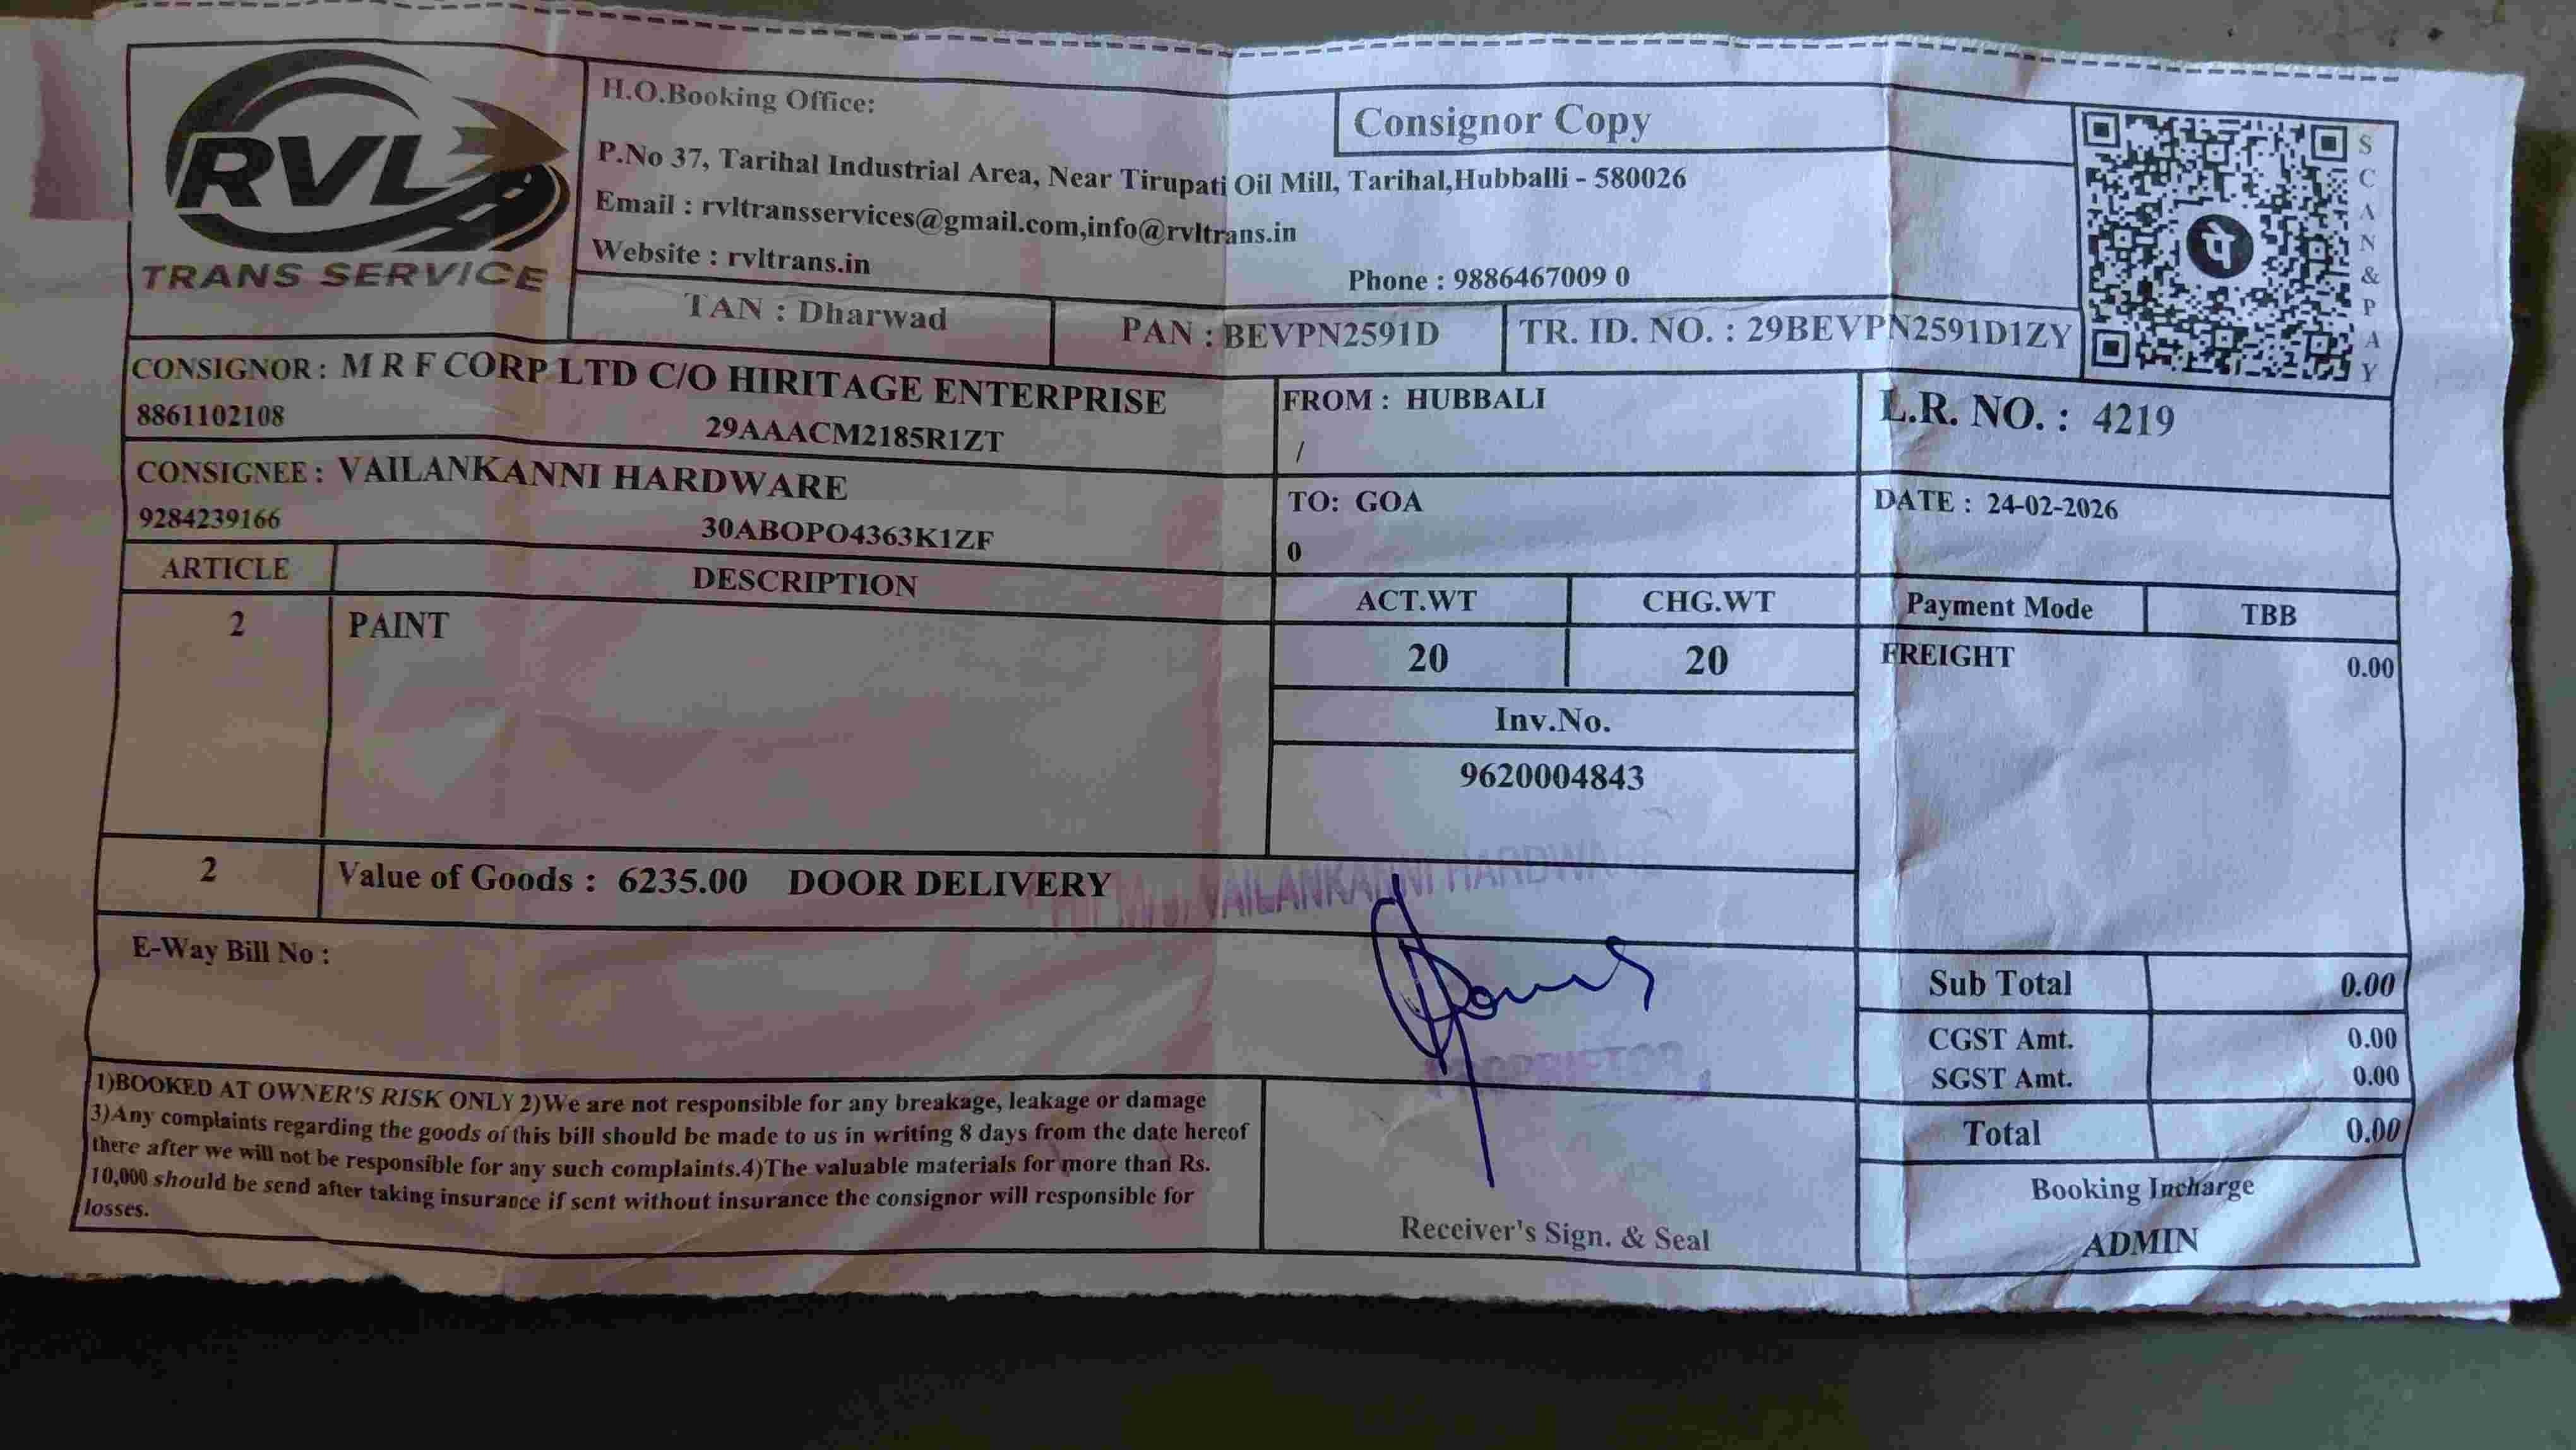 RVL
TRANS SERVICE
H.O.Booking Office:
Consignor Copy
P.No 37, Tarihal Industrial Area, Near Tirupati Oil Mill, Tarihal,Hubballi - 580026
Email : rvltransservices@gmail.com,info@rvltrans.in
Website : rvltrans.in
Phone : 9886467009 0
SCAN & PAY
पे
TAN : Dharwad
PAN : BEVPN2591D
TR. ID. NO. : 29BEVPN2591D1ZY
CONSIGNOR : M R F CORP LTD C/O HIRITAGE ENTERPRISE
8861102108 29AAACM2185R1ZT
FROM : HUBBALI
/
L.R. NO. : 4219
CONSIGNEE : VAILANKANNI HARDWARE
9284239166 30ABOPO4363K1ZF
TO: GOA
0
DATE : 24-02-2026
ARTICLE DESCRIPTION
ACT.WT CHG.WT
Payment Mode TBB
2 PAINT
20 20
FREIGHT 0.00
Inv.No.
9620004843
2 Value of Goods : 6235.00 DOOR DELIVERY
VAILANKANNI HARDWARE
E-Way Bill No :
Sub Total 0.00
CGST Amt. 0.00
SGST Amt. 0.00
PROPRIETOR
Total 0.00
1)BOOKED AT OWNER'S RISK ONLY 2)We are not responsible for any breakage, leakage or damage
3)Any complaints regarding the goods of this bill should be made to us in writing 8 days from the date hereof
there after we will not be responsible for any such complaints.4)The valuable materials for more than Rs.
10,000 should be send after taking insurance if sent without insurance the consignor will responsible for
losses.
Receiver's Sign. & Seal
Booking Incharge
ADMIN